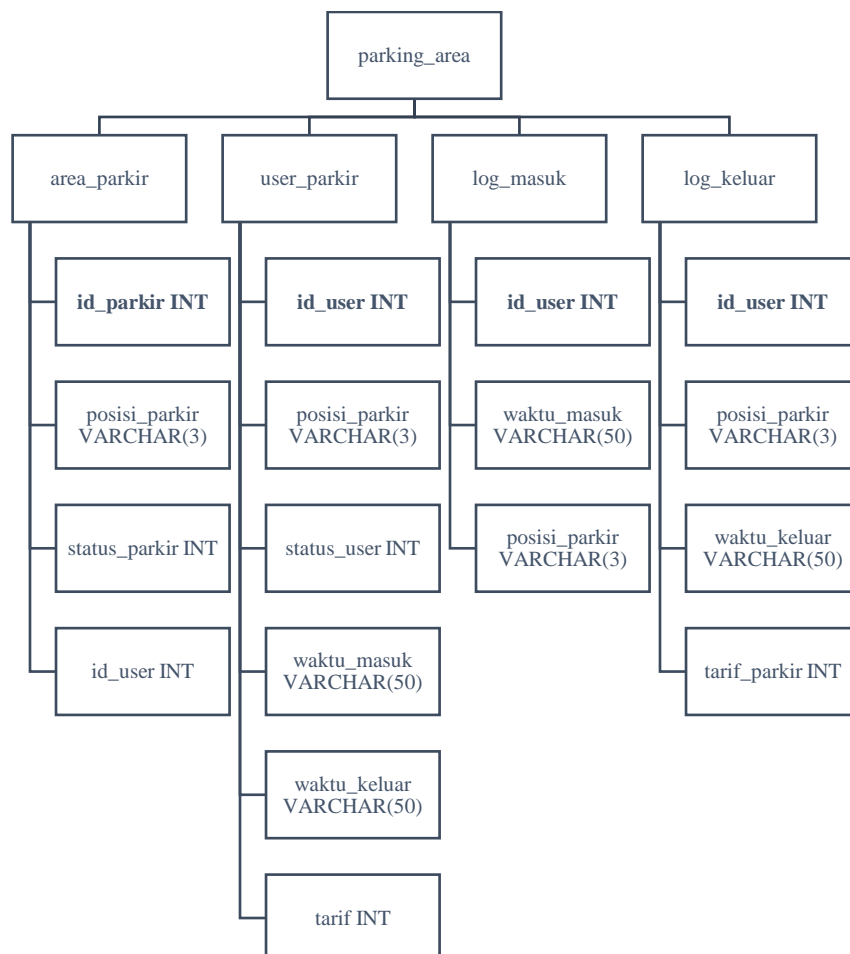 parking_area
area_parkir
user_parkir
log_masuk
log_keluar
id_parkir INT
posisi_parkir
VARCHAR(3)
status_parkir INT
id_user INT
id_user INT
posisi_parkir
VARCHAR(3)
status_user INT
waktu_masuk
VARCHAR(50)
waktu_keluar
VARCHAR(50)
tarif INT
id_user INT
waktu_masuk
VARCHAR(50)
posisi_parkir
VARCHAR(3)
id_user INT
posisi_parkir
VARCHAR(3)
waktu_keluar
VARCHAR(50)
tarif_parkir INT